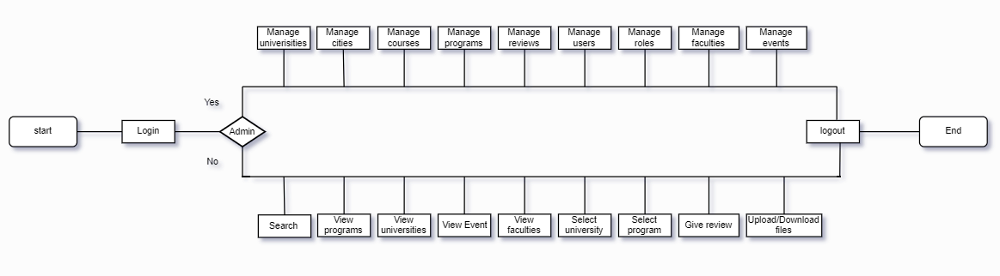 Manage
univerisities
Manage
cities
Manage
courses
Manage
programs
Manage
reviews
Manage
users
Manage
roles
Manage
faculties
Manage
events
Yes
start
Login
Admin
logout
End
No
Search
View
programs
View
universities
View Event
View
faculties
Select
university
Select
program
Give review
Upload/Download
files